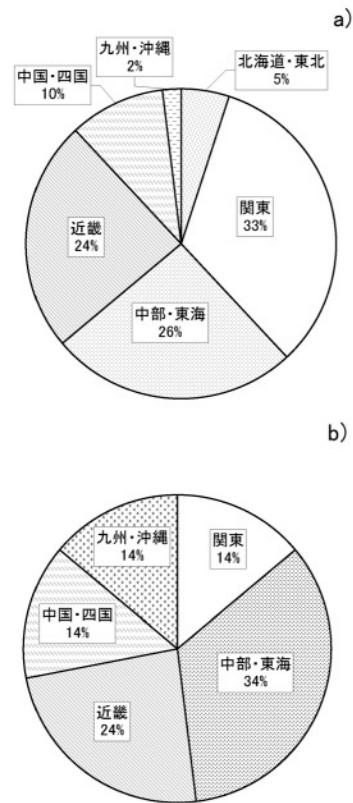 a)
九州・沖縄
2%
北海道・東北
5%
中国・四国
10%
関東
33%
近畿
24%
中部・東海
26%
b)
九州・沖縄
14%
関東
14%
中国・四国
14%
中部・東海
34%
近畿
24%